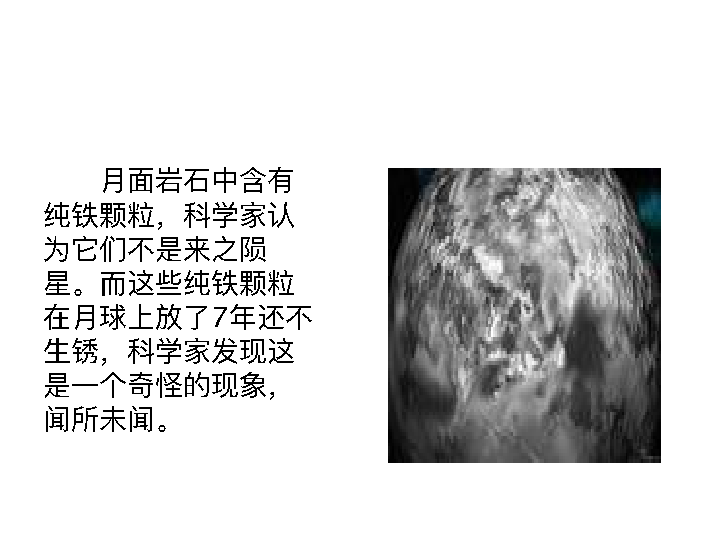 月面岩石中含有
纯铁颗粒，科学家认
为它们不是来之陨
星。而这些纯铁颗粒
在月球上放了7年还不
生锈，科学家发现这
是一个奇怪的现象，
闻所未闻。